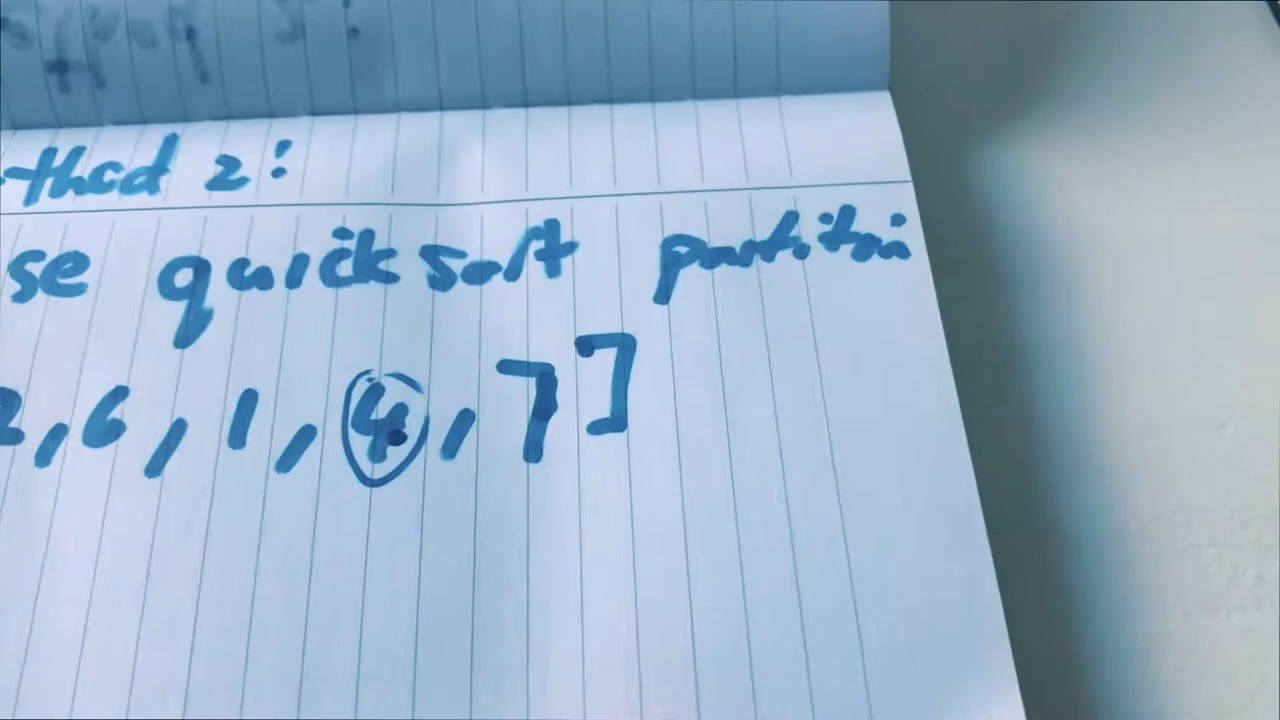 thod 2:
se quicksort partition
2, 6, 1, 4, 7]